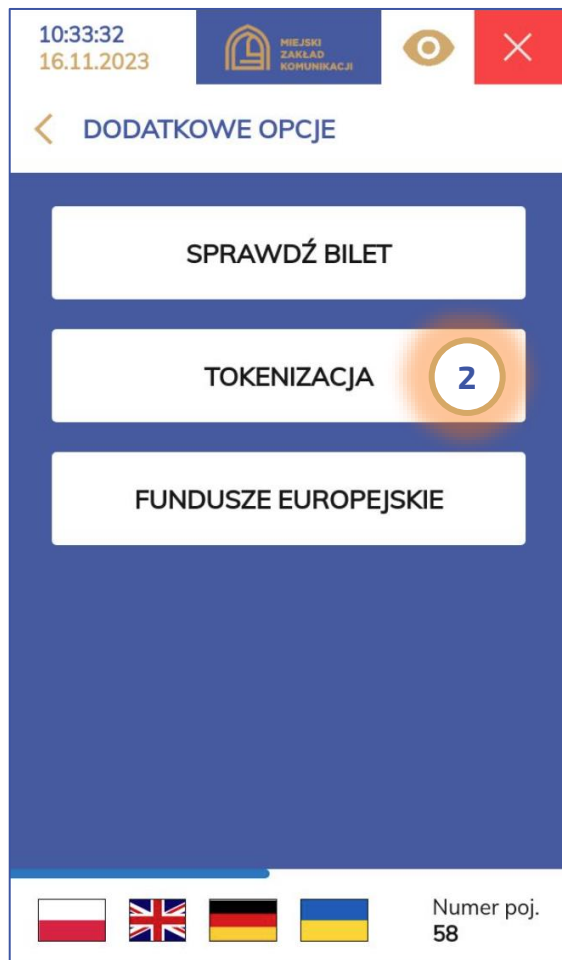 10:33:32
16.11.2023
MIEJSKI
ZAKŁAD
KOMUNIKACJI
DODATKOWE OPCJE
SPRAWDŹ BILET
TOKENIZACJA
2
FUNDUSZE EUROPEJSKIE
Numer poj.
58